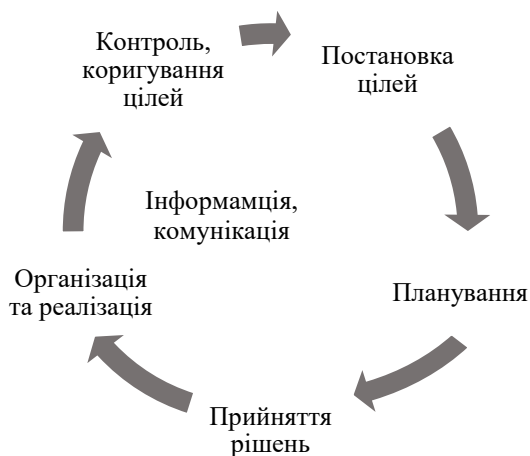 Контроль,
коригування
цілей
Постановка
цілей
Інформамція,
комунікація
Організація
та реалізація
Планування
Прийняття
рішень